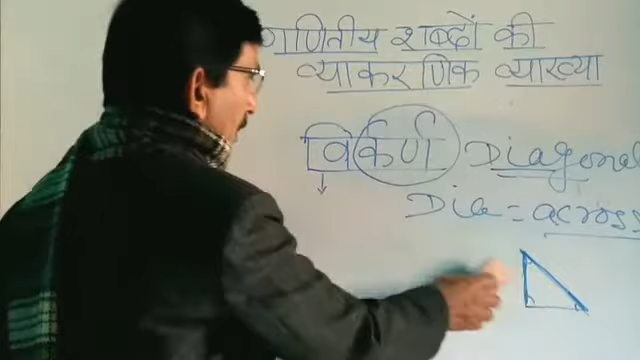 गणितीय शब्दों की
व्याकरणिक व्याख्या
विकर्ण Diagonal
Dia = across